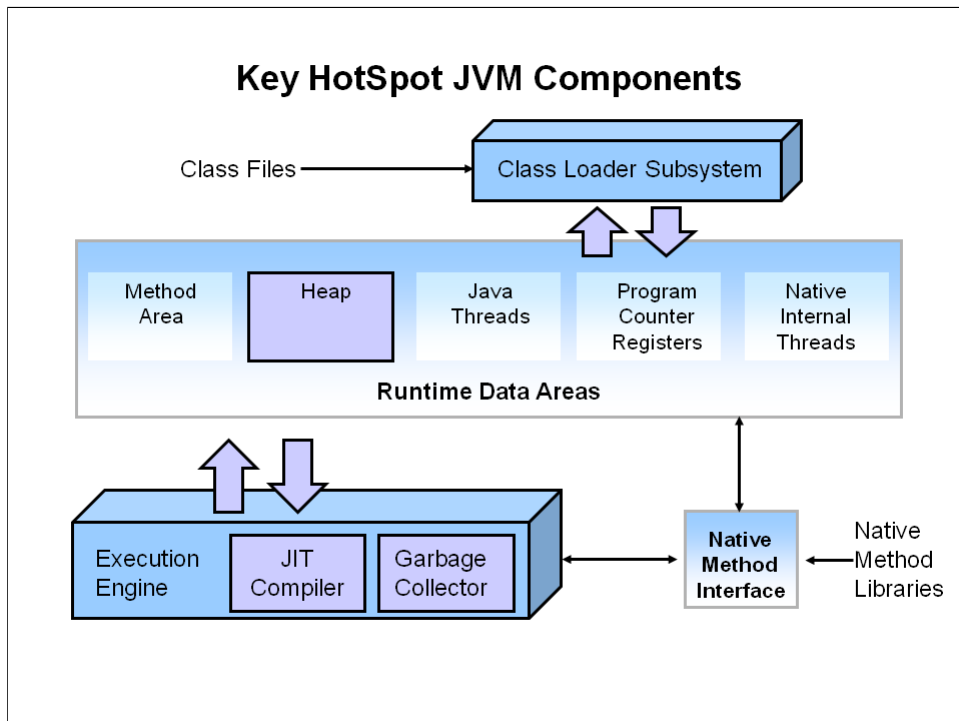 Key HotSpot JVM Components
Class Files
Class Loader Subsystem
Method
Area
Heap
Java
Threads
Program
Counter
Registers
Native
Internal
Threads
Runtime Data Areas
Execution
Engine
JIT
Compiler
Garbage
Collector
Native
Method
Interface
Native
Method
Libraries